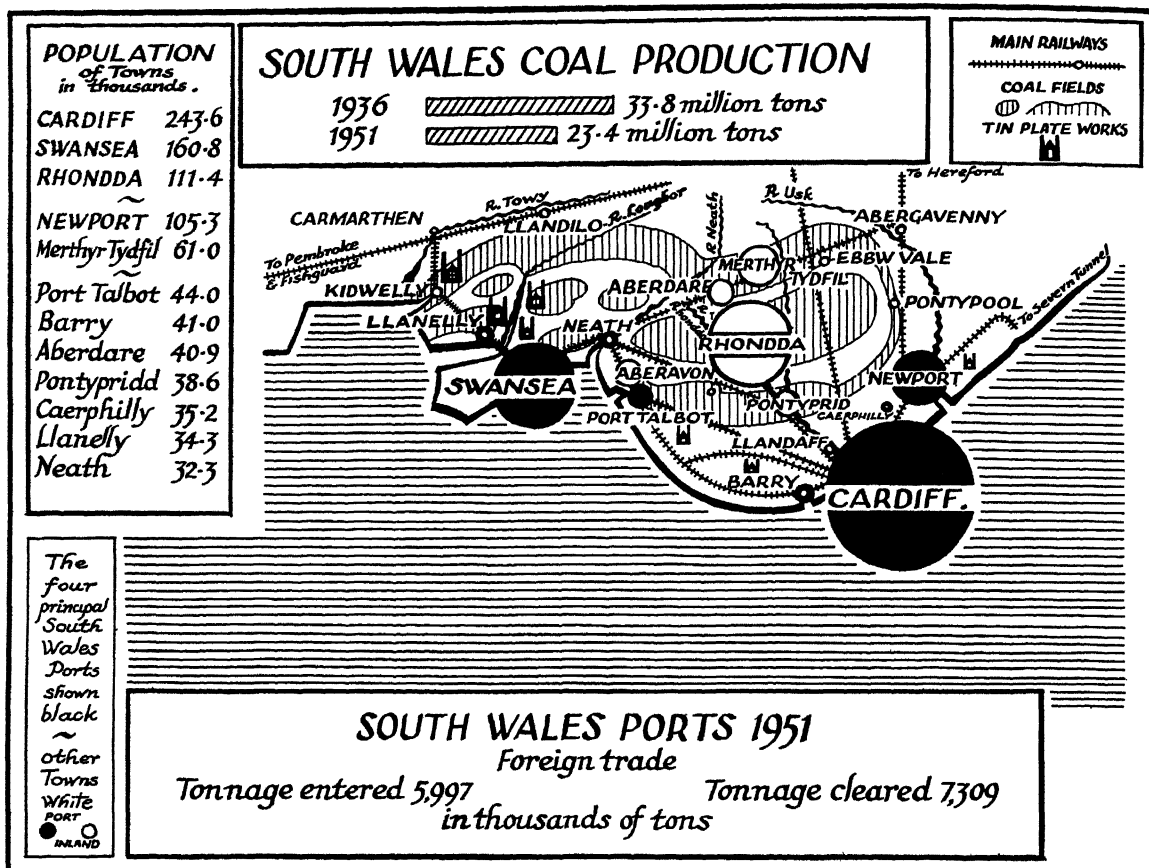 POPULATION
of Towns
in thousands.
CARDIFF 243·6
SWANSEA 160·8
RHONDDA 111·4
~
NEWPORT 105·3
Merthyr Tydfil 61·0
~
Port Talbot 44·0
Barry 41·0
Aberdare 40·9
Pontypridd 38·6
Caerphilly 35·2
Llanelly 34·3
Neath 32·3
SOUTH WALES COAL PRODUCTION
1936 33·8 million tons
1951 23·4 million tons
MAIN RAILWAYS
COAL FIELDS
TIN PLATE WORKS
To Hereford
R. Usk
R. Neath
R. Towy
R. Loughor
CARMARTHEN
LLANDILO
ABERGAVENNY
To Pembroke
& Fishguard
MERTHYR
TYDFIL
EBBW VALE
To Severn Tunnel
KIDWELLY
ABERDARE
PONTYPOOL
LLANELLY
NEATH
RHONDDA
SWANSEA
ABERAVON
NEWPORT
PORT TALBOT
PONTYPRID
CAERPHILLY
LLANDAFF
BARRY
CARDIFF.
The
four
principal
South
Wales
Ports
shown
black
~
other
Towns
White
PORT
INLAND
SOUTH WALES PORTS 1951
Foreign trade
Tonnage entered 5,997 Tonnage cleared 7,309
in thousands of tons